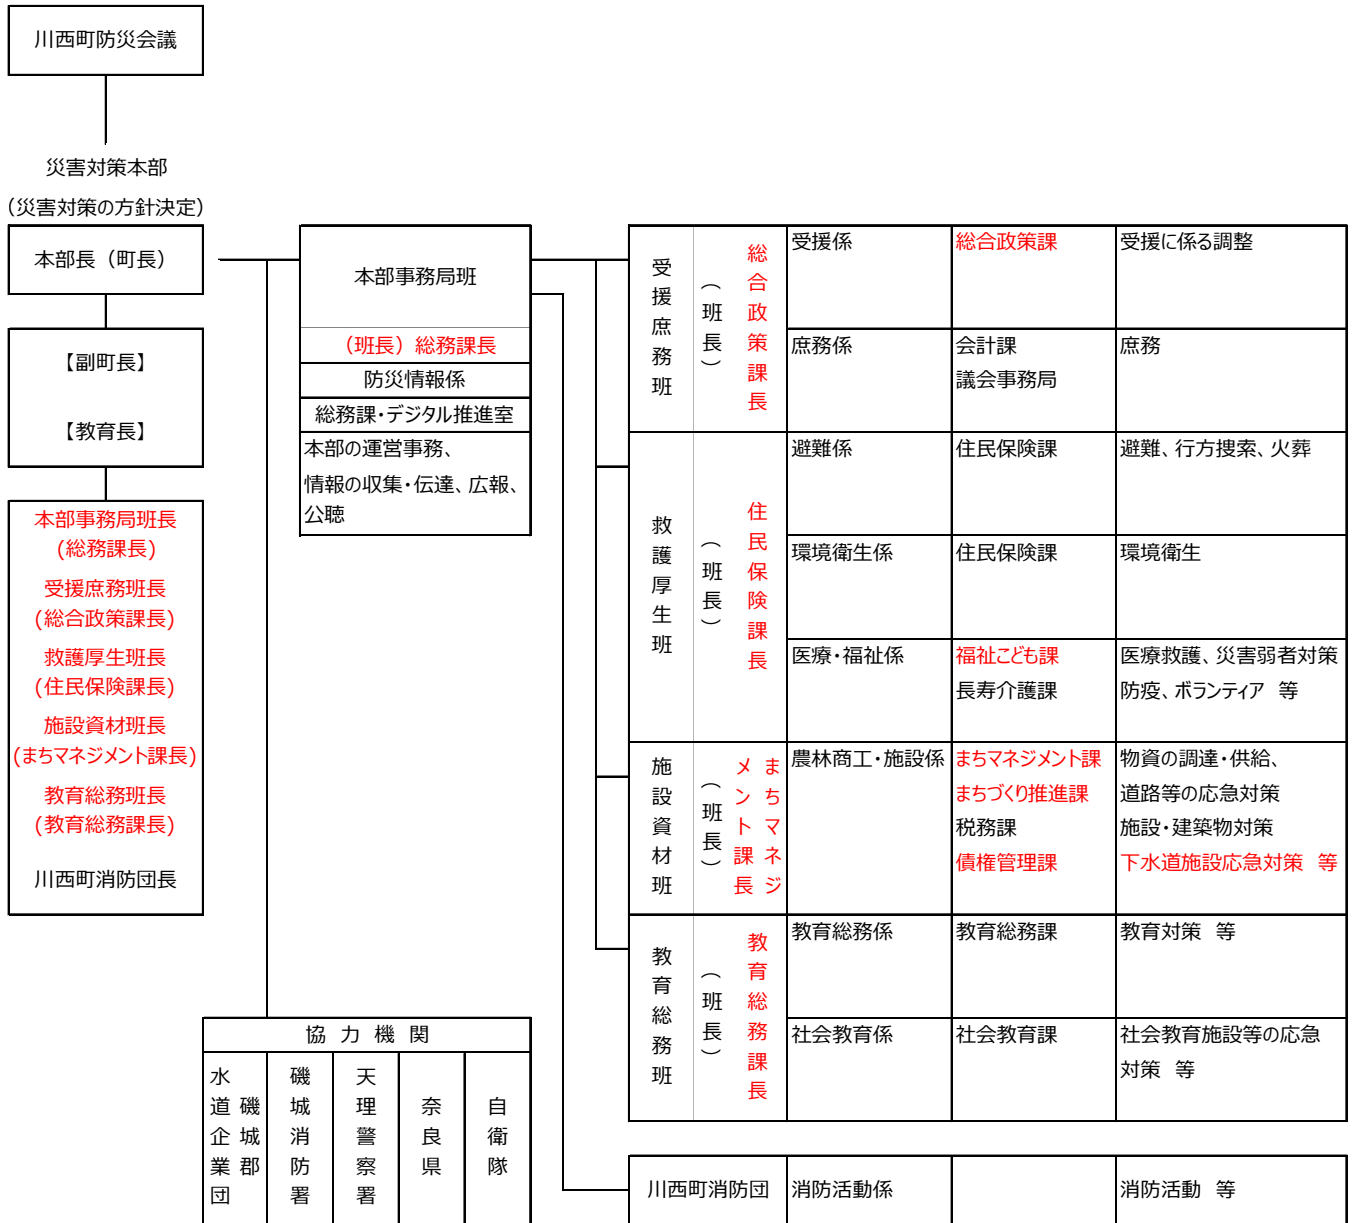 川西町防災会議
災害対策本部
(災害対策の方針決定)
本部長（町長）
【副町長】
【教育長】
本部事務局班長
(総務課長)
受援庶務班長
(総合政策課長)
救護厚生班長
(住民保険課長)
施設資材班長
(まちマネジメント課長)
教育総務班長
(教育総務課長)
川西町消防団長
本部事務局班
（班長）総務課長
防災情報係
総務課・デジタル推進室
本部の運営事務、
情報の収集・伝達、広報、
公聴
協力機関
磯城郡
水道企業団
磯城消防署
天理警察署
奈良県
自衛隊
受援庶務班
（班長）
総合政策課長
受援係
総合政策課
受援に係る調整
庶務係
会計課
議会事務局
庶務
救護厚生班
（班長）
住民保険課長
避難係
住民保険課
避難、行方捜索、火葬
環境衛生係
住民保険課
環境衛生
医療・福祉係
福祉こども課
長寿介護課
医療救護、災害弱者対策
防疫、ボランティア　等
施設資材班
（班長）
まちマネジ
メント課長
農林商工・施設係
まちマネジメント課
まちづくり推進課
税務課
債権管理課
物資の調達・供給、
道路等の応急対策
施設・建築物対策
下水道施設応急対策　等
教育総務班
（班長）
教育総務課長
教育総務係
教育総務課
教育対策　等
社会教育係
社会教育課
社会教育施設等の応急
対策　等
川西町消防団
消防活動係
消防活動　等